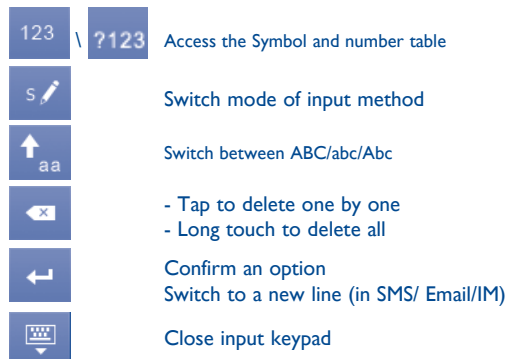 123 \ ?123 Access the Symbol and number table
s Switch mode of input method
aa Switch between ABC/abc/Abc
- Tap to delete one by one
- Long touch to delete all
Confirm an option
Switch to a new line (in SMS/ Email/IM)
Close input keypad